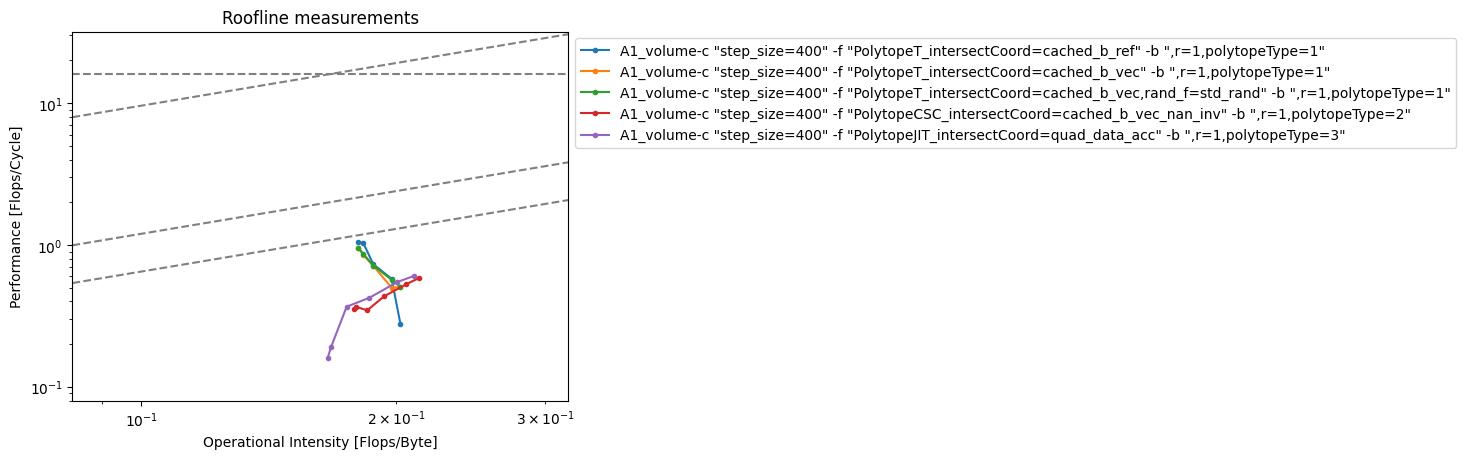 Roofline measurements
Performance [Flops/Cycle]
10^1
10^0
10^-1
10^-1
2 × 10^-1
3 × 10^-1
Operational Intensity [Flops/Byte]
A1_volume-c "step_size=400" -f "PolytopeT_intersectCoord=cached_b_ref" -b ",r=1,polytopeType=1"
A1_volume-c "step_size=400" -f "PolytopeT_intersectCoord=cached_b_vec" -b ",r=1,polytopeType=1"
A1_volume-c "step_size=400" -f "PolytopeT_intersectCoord=cached_b_vec,rand_f=std_rand" -b ",r=1,polytopeType=1"
A1_volume-c "step_size=400" -f "PolytopeCSC_intersectCoord=cached_b_vec_nan_inv" -b ",r=1,polytopeType=2"
A1_volume-c "step_size=400" -f "PolytopeJIT_intersectCoord=quad_data_acc" -b ",r=1,polytopeType=3"